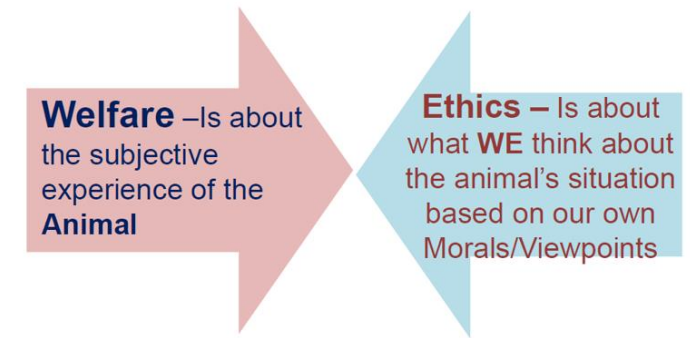 Welfare –Is about
the subjective
experience of the
Animal
Ethics – Is about
what WE think about
the animal's situation
based on our own
Morals/Viewpoints